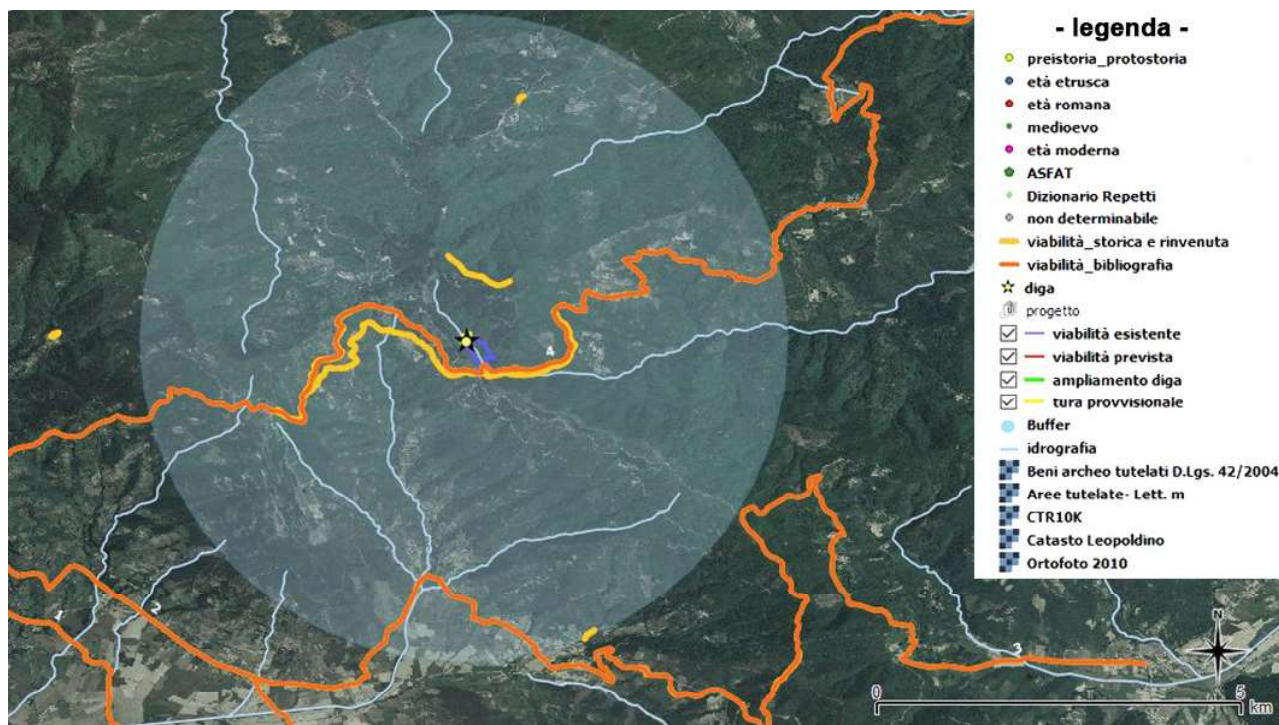 - legenda -
preistoria_protostoria
età etrusca
età romana
medioevo
età moderna
ASFAT
Dizionario Repetti
non determinabile
viabilità_storica e rinvenuta
viabilità_bibliografia
diga
progetto
viabilità esistente
viabilità prevista
ampliamento diga
tura provvisionale
Buffer
idrografia
Beni archeo tutelati D.Lgs. 42/2004
Aree tutelate- Lett. m
CTR10K
Catasto Leopoldino
Ortofoto 2010
4
1
2
3
N
0
5
km